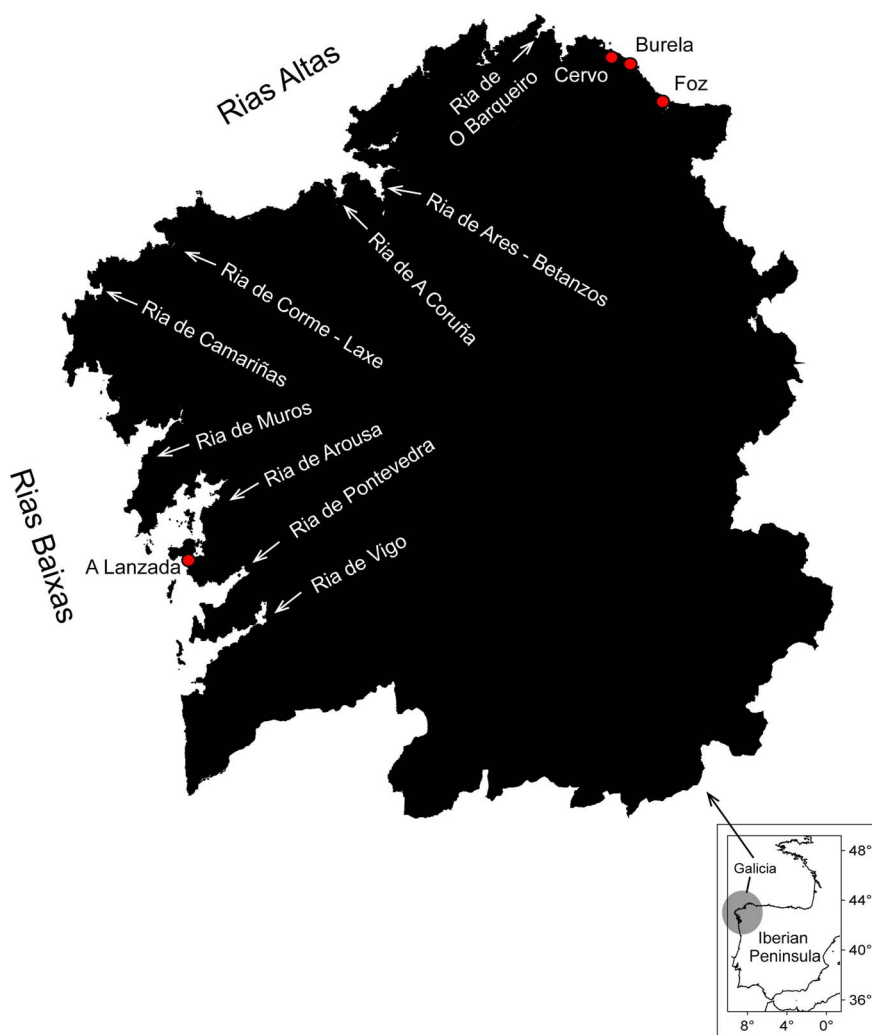 Rias Altas
Ria de
O Barqueiro
Cervo
Burela
Foz
Ria de Ares - Betanzos
Ria de A Coruña
Ria de Corme - Laxe
Ria de Camariñas
Ria de Muros
Ria de Arousa
Ria de Pontevedra
Ria de Vigo
Rias Baixas
A Lanzada
Galicia
Iberian
Peninsula
48°
44°
40°
36°
8°
4°
0°